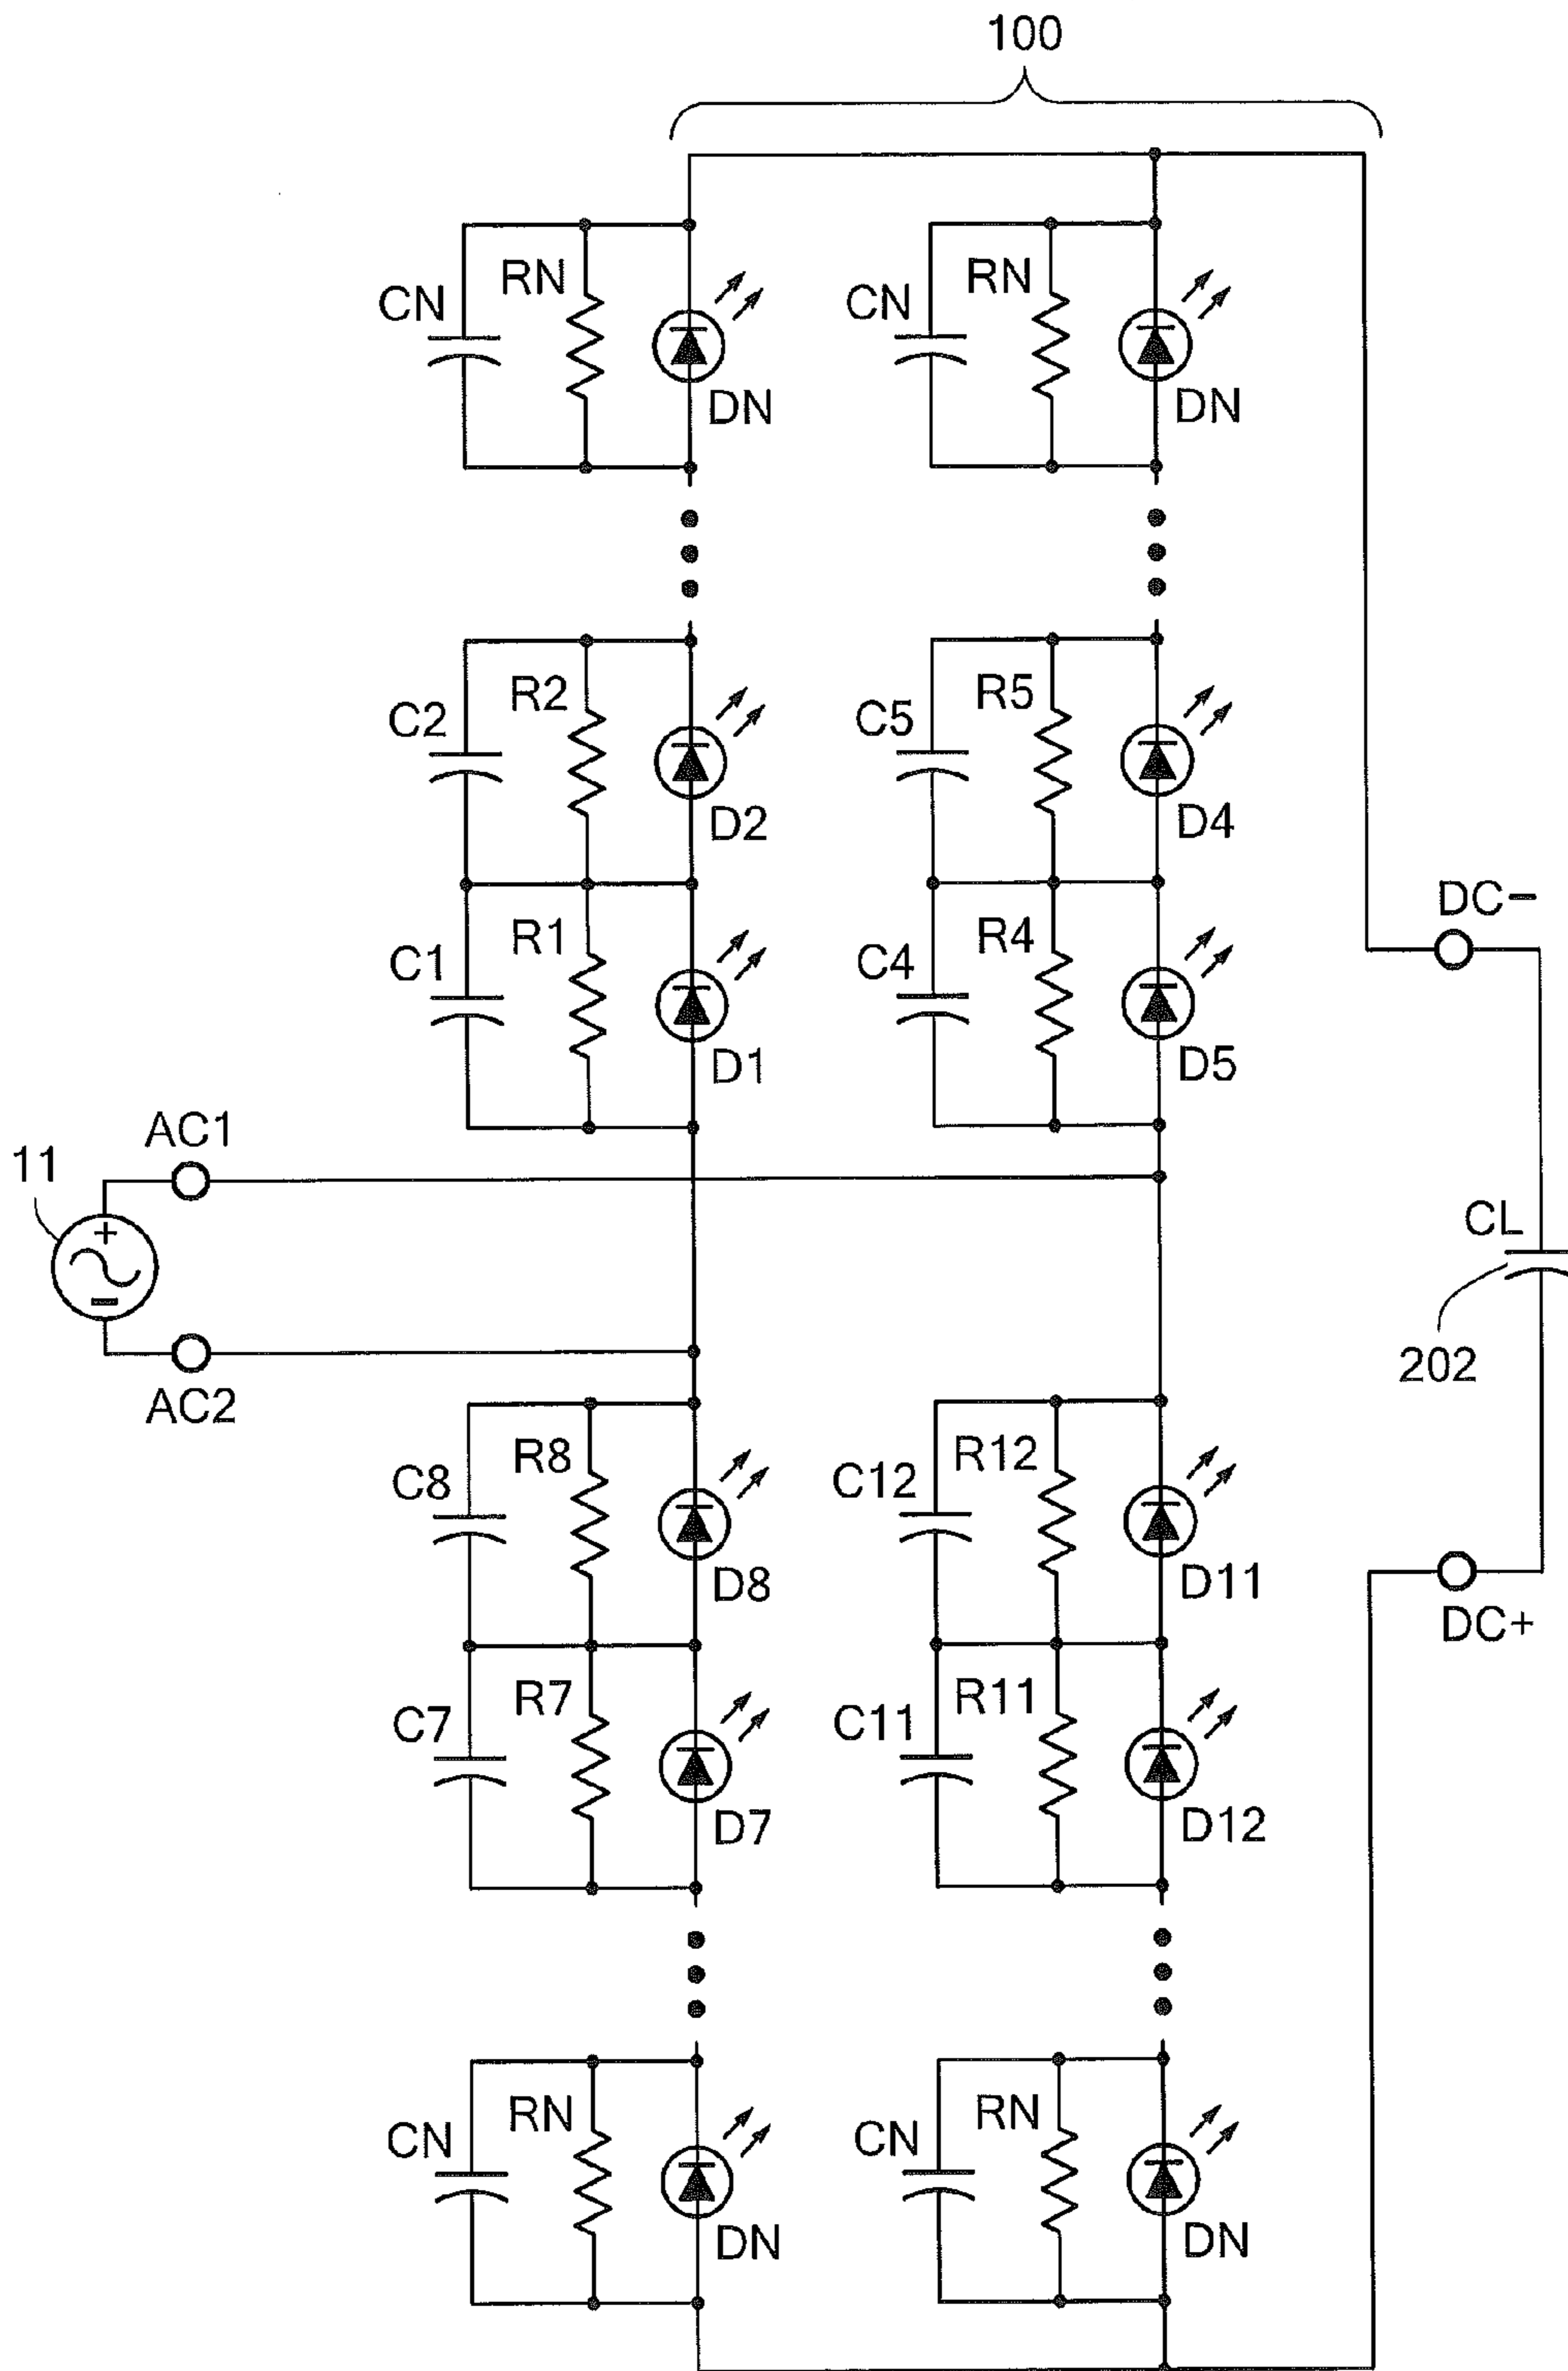 100
RN
CN
DN
RN
CN
DN
R2
C2
D2
R5
C5
D4
R1
C1
D1
R4
C4
D5
DC-
AC1
11
+
-
AC2
CL
202
DC+
R8
C8
D8
R12
C12
D11
R7
C7
D7
R11
C11
D12
RN
CN
DN
RN
CN
DN